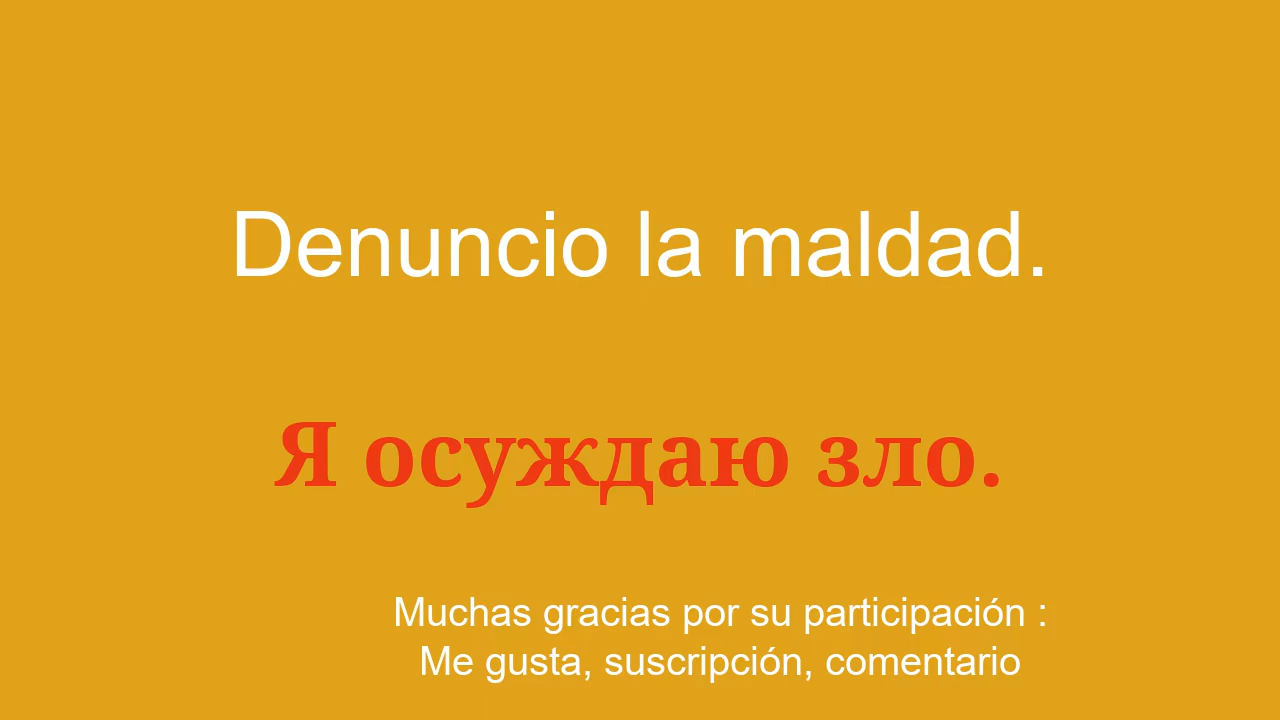 Denuncio la maldad.
Я осуждаю зло.
Muchas gracias por su participación :
Me gusta, suscripción, comentario